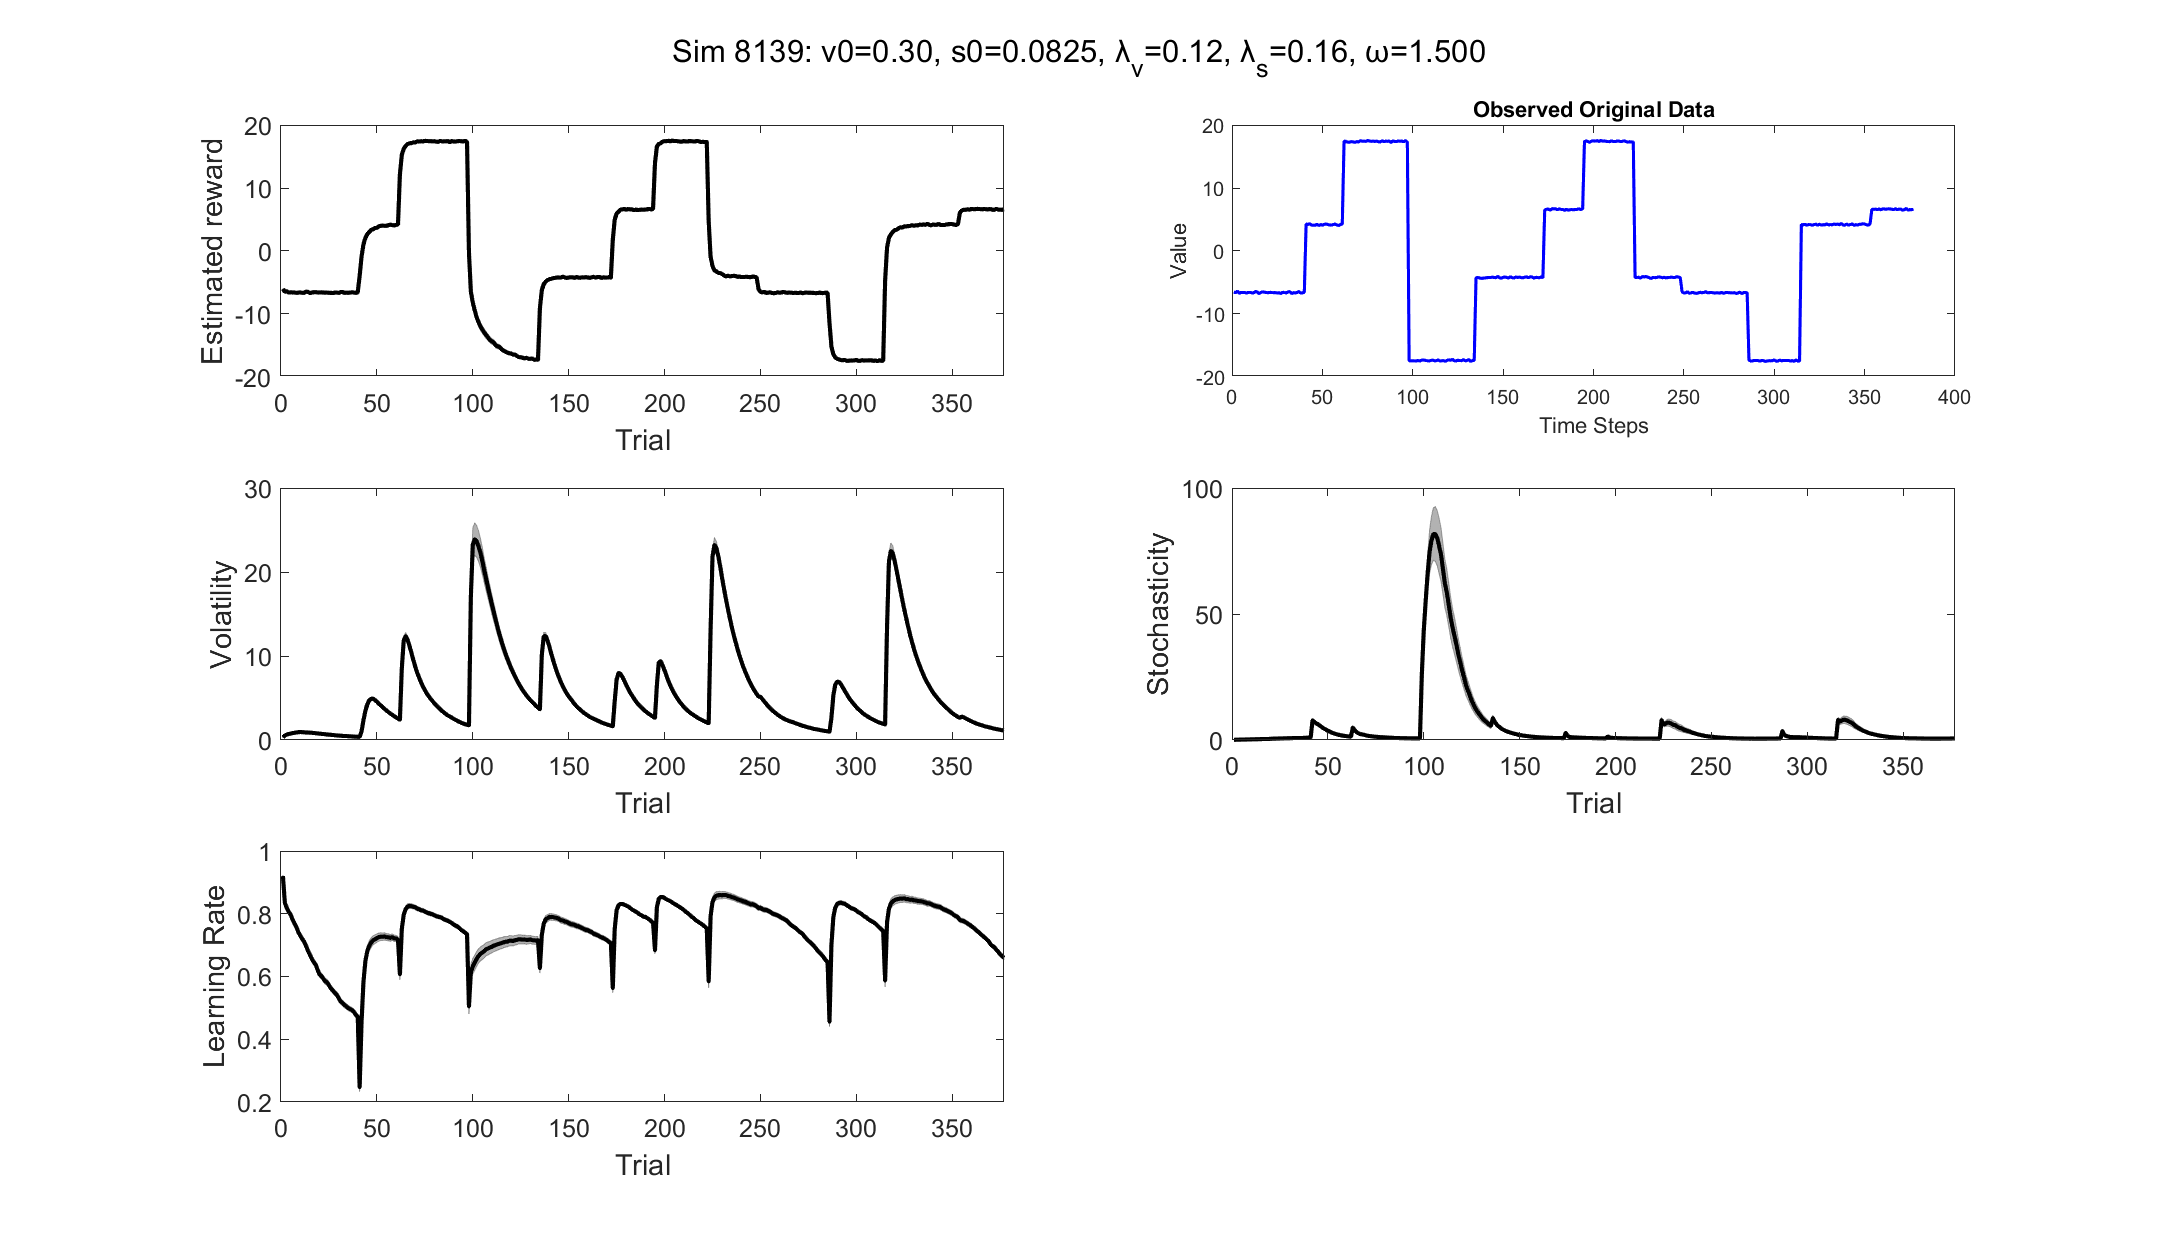 Sim 8139: v0=0.30, s0=0.0825, λ_v=0.12, λ_s=0.16, ω=1.500
Estimated reward
20
10
0
-10
-20
0 50 100 150 200 250 300 350
Trial
Observed Original Data
Value
20
10
0
-10
-20
0 50 100 150 200 250 300 350 400
Time Steps
Volatility
30
20
10
0
0 50 100 150 200 250 300 350
Trial
Stochasticity
100
50
0
0 50 100 150 200 250 300 350
Trial
Learning Rate
1
0.8
0.6
0.4
0.2
0 50 100 150 200 250 300 350
Trial